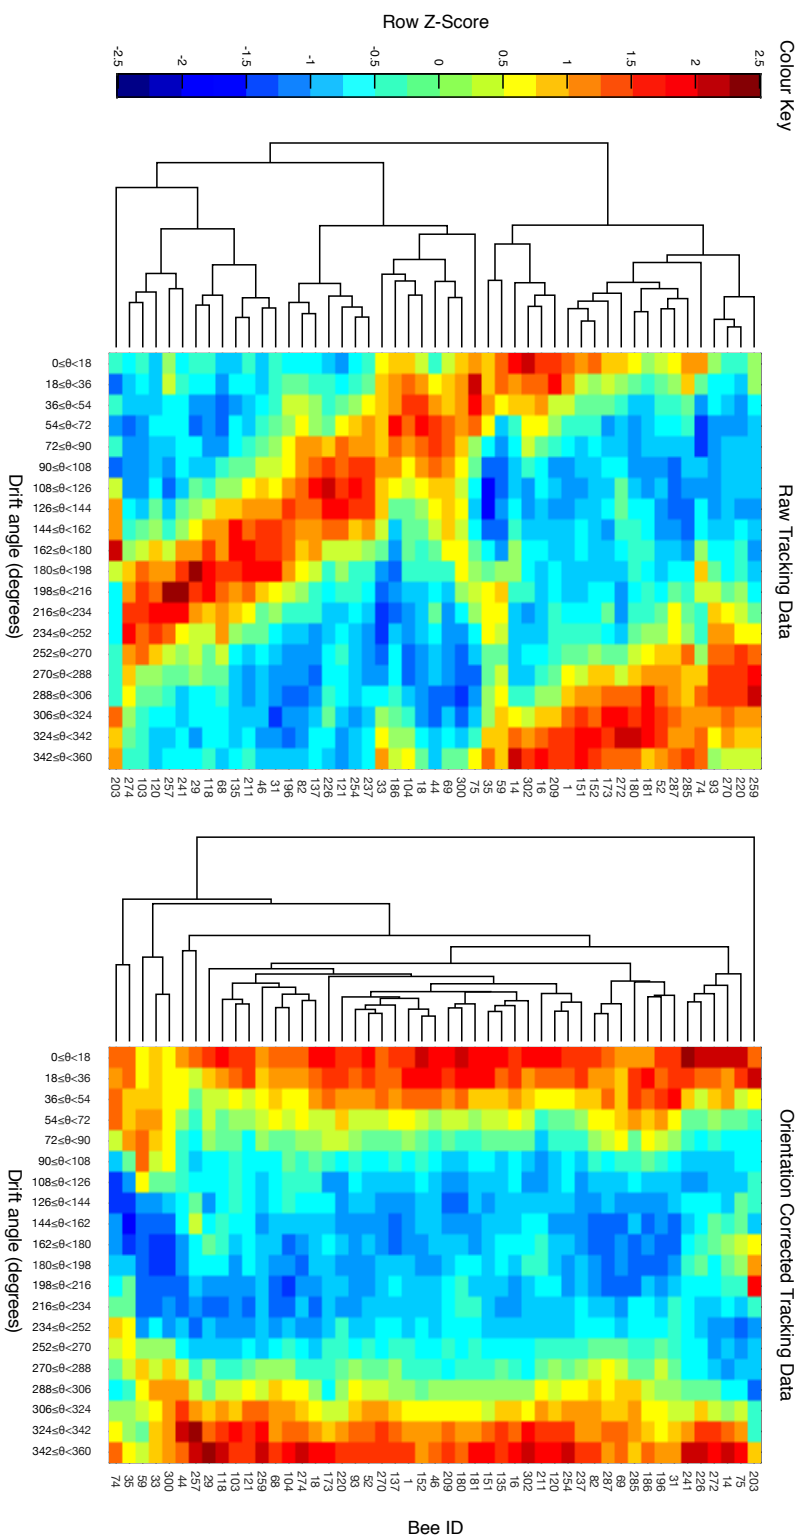 Colour Key
Row Z-Score
-2.5 -2 -1.5 -1 -0.5 0 0.5 1 1.5 2 2.5
Raw Tracking Data
0≤θ<18
18≤θ<36
36≤θ<54
54≤θ<72
72≤θ<90
90≤θ<108
108≤θ<126
126≤θ<144
144≤θ<162
162≤θ<180
180≤θ<198
198≤θ<216
216≤θ<234
234≤θ<252
252≤θ<270
270≤θ<288
288≤θ<306
306≤θ<324
324≤θ<342
342≤θ<360
Drift angle (degrees)
203 274 103 120 257 241 29 118 68 135 211 46 31 196 82 137 226 121 254 237 33 186 104 18 44 69 300 75 35 59 14 302 16 209 1 151 152 173 272 180 181 52 287 285 74 93 270 220 259
Orientation Corrected Tracking Data
0≤θ<18
18≤θ<36
36≤θ<54
54≤θ<72
72≤θ<90
90≤θ<108
108≤θ<126
126≤θ<144
144≤θ<162
162≤θ<180
180≤θ<198
198≤θ<216
216≤θ<234
234≤θ<252
252≤θ<270
270≤θ<288
288≤θ<306
306≤θ<324
324≤θ<342
342≤θ<360
Drift angle (degrees)
74 35 59 33 300 44 257 29 118 103 121 259 68 104 274 18 173 220 93 52 270 137 1 152 46 209 180 181 151 135 16 302 211 120 254 237 82 287 69 285 186 196 31 241 226 272 14 75 203
Bee ID